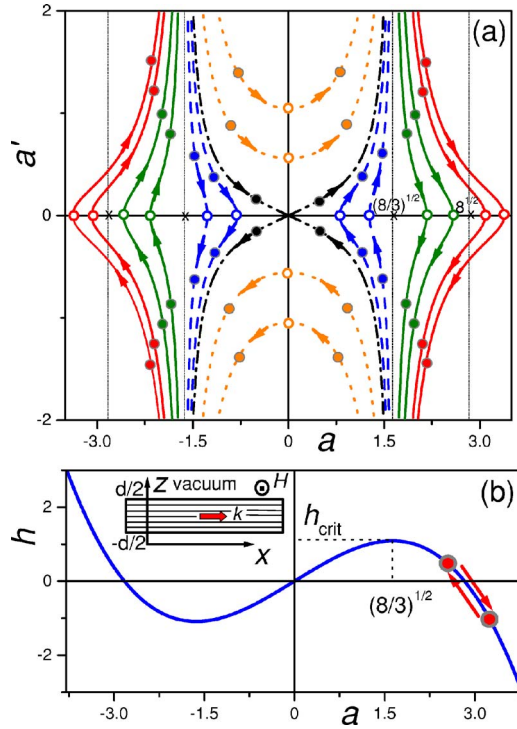 2
(a)
a'
0
(8/3)^1/2
8^1/2
-2
-3.0
-1.5
0
1.5
3.0
a
(b)
d/2
z
vacuum
H
k
-d/2
x
h
2
0
-2
h_crit
(8/3)^1/2
-3.0
-1.5
0
1.5
3.0
a